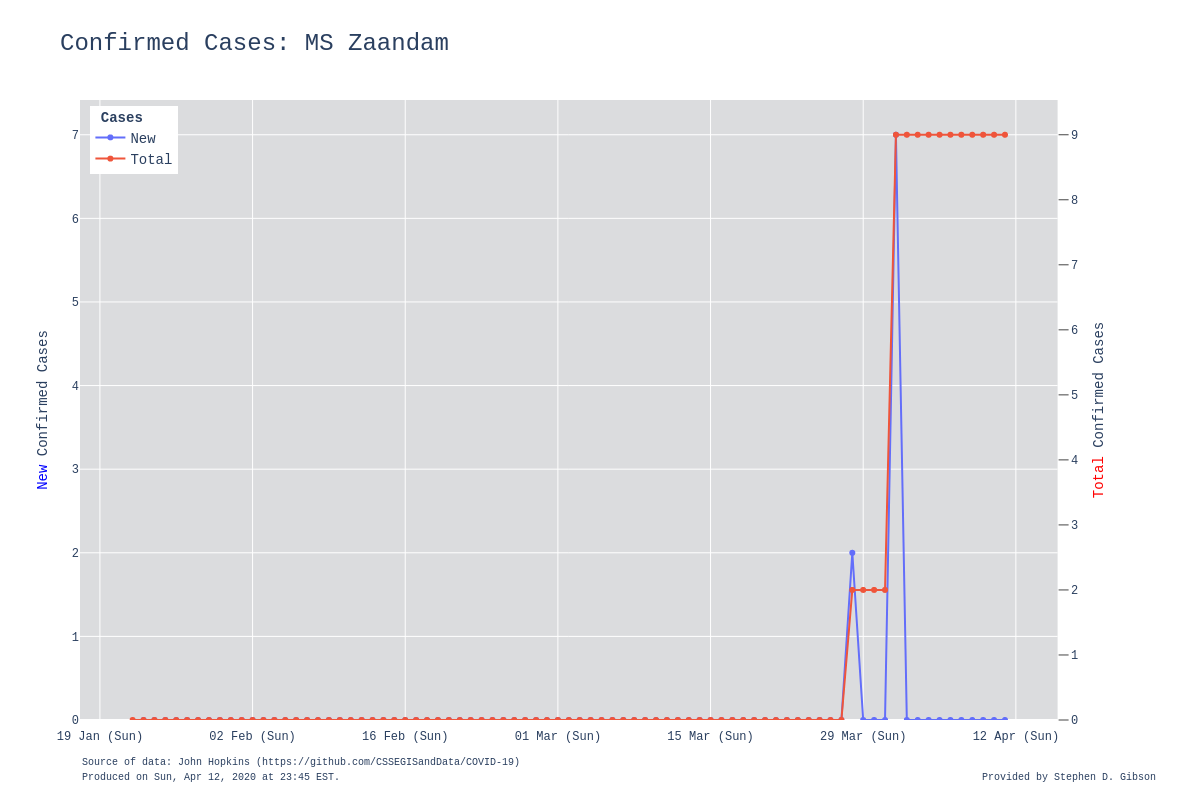 Confirmed Cases: MS Zaandam
Cases
New
Total
7
6
5
4
3
2
1
0
New Confirmed Cases
9
8
7
6
5
4
3
2
1
0
Total Confirmed Cases
19 Jan (Sun) 02 Feb (Sun) 16 Feb (Sun) 01 Mar (Sun) 15 Mar (Sun) 29 Mar (Sun) 12 Apr (Sun)
Source of data: John Hopkins (https://github.com/CSSEGISandData/COVID-19)
Produced on Sun, Apr 12, 2020 at 23:45 EST.
Provided by Stephen D. Gibson